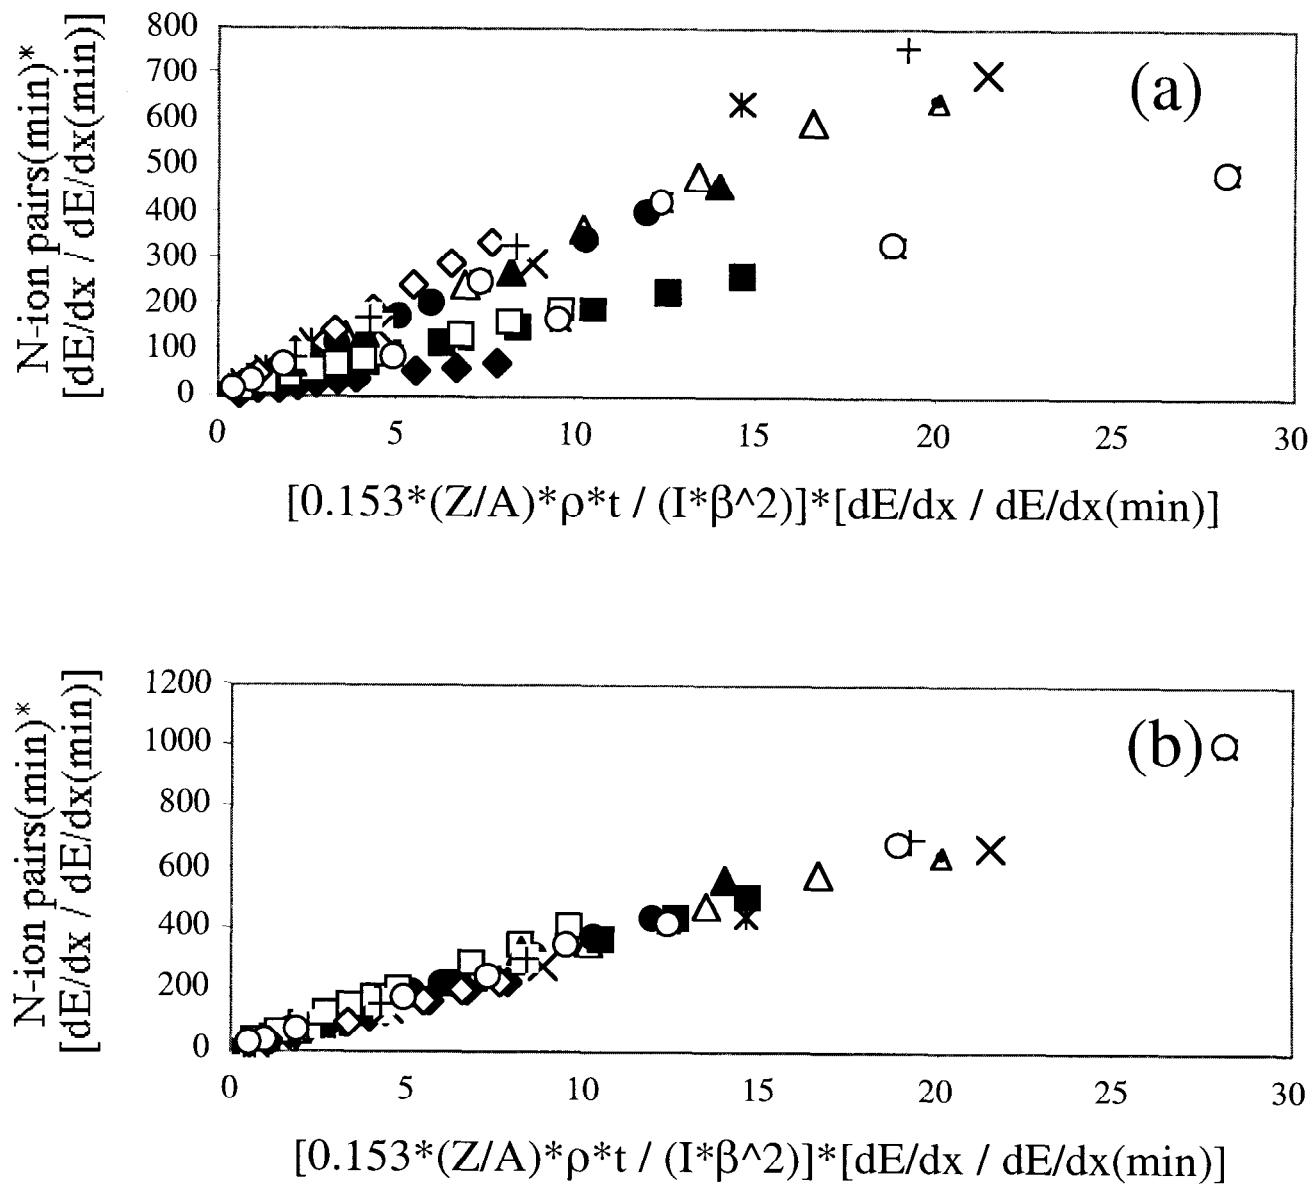 (a)
N-ion pairs(min)*
[dE/dx / dE/dx(min)]
800
700
600
500
400
300
200
100
0
0 5 10 15 20 25 30
[0.153*(Z/A)*ρ*t / (I*β^2)]*[dE/dx / dE/dx(min)]
(b)
N-ion pairs(min)*
[dE/dx / dE/dx(min)]
1200
1000
800
600
400
200
0
0 5 10 15 20 25 30
[0.153*(Z/A)*ρ*t / (I*β^2)]*[dE/dx / dE/dx(min)]